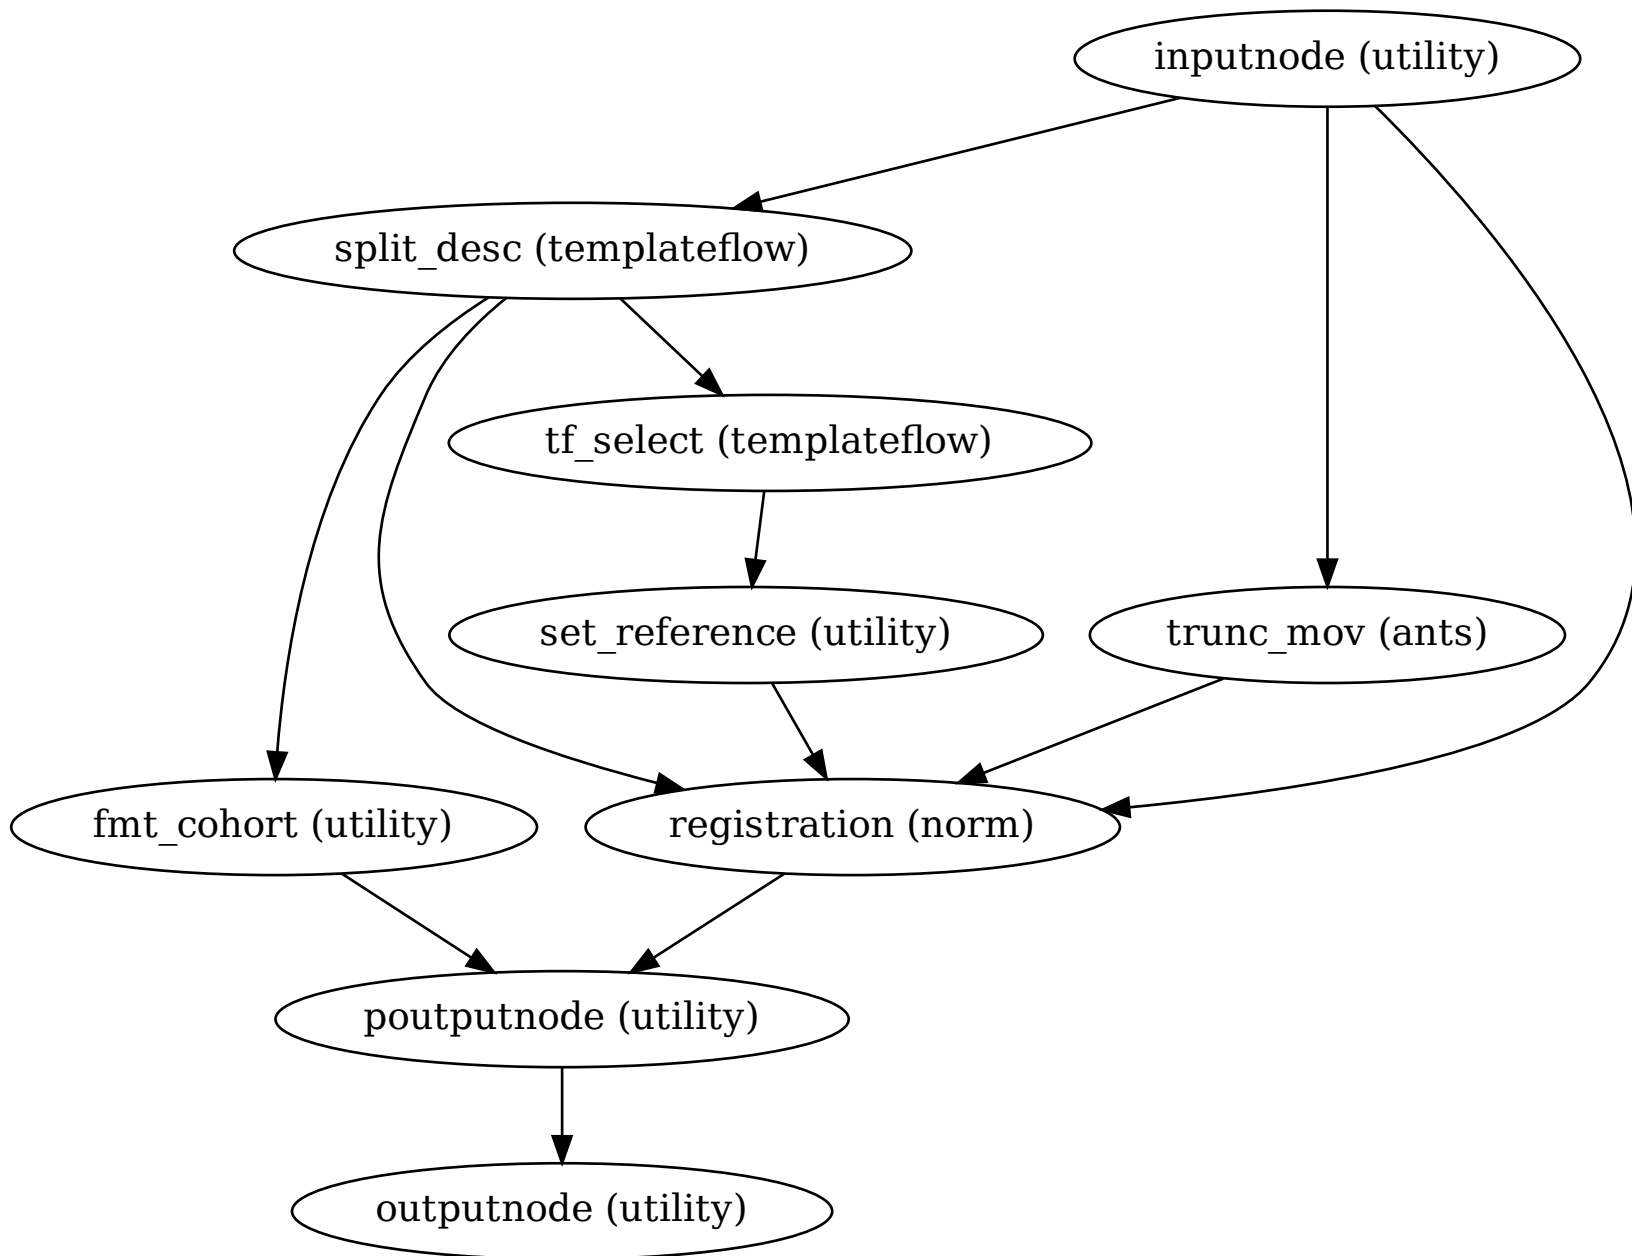 inputnode (utility)
split_desc (templateflow)
tf_select (templateflow)
set_reference (utility)
trunc_mov (ants)
fmt_cohort (utility)
registration (norm)
poutputnode (utility)
outputnode (utility)